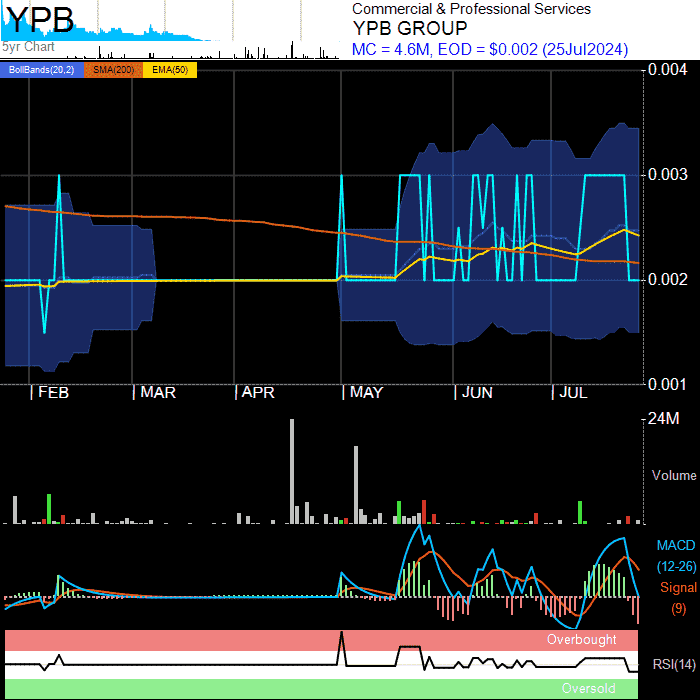 YPB
5yr Chart
Commercial & Professional Services
YPB GROUP
MC = 4.6M, EOD = $0.002 (25Jul2024)
BollBands(20,2) SMA(200) EMA(50)
0.004
0.003
0.002
0.001
FEB MAR APR MAY JUN JUL
24M
Volume
MACD
(12-26)
Signal
(9)
Overbought
RSI(14)
Oversold